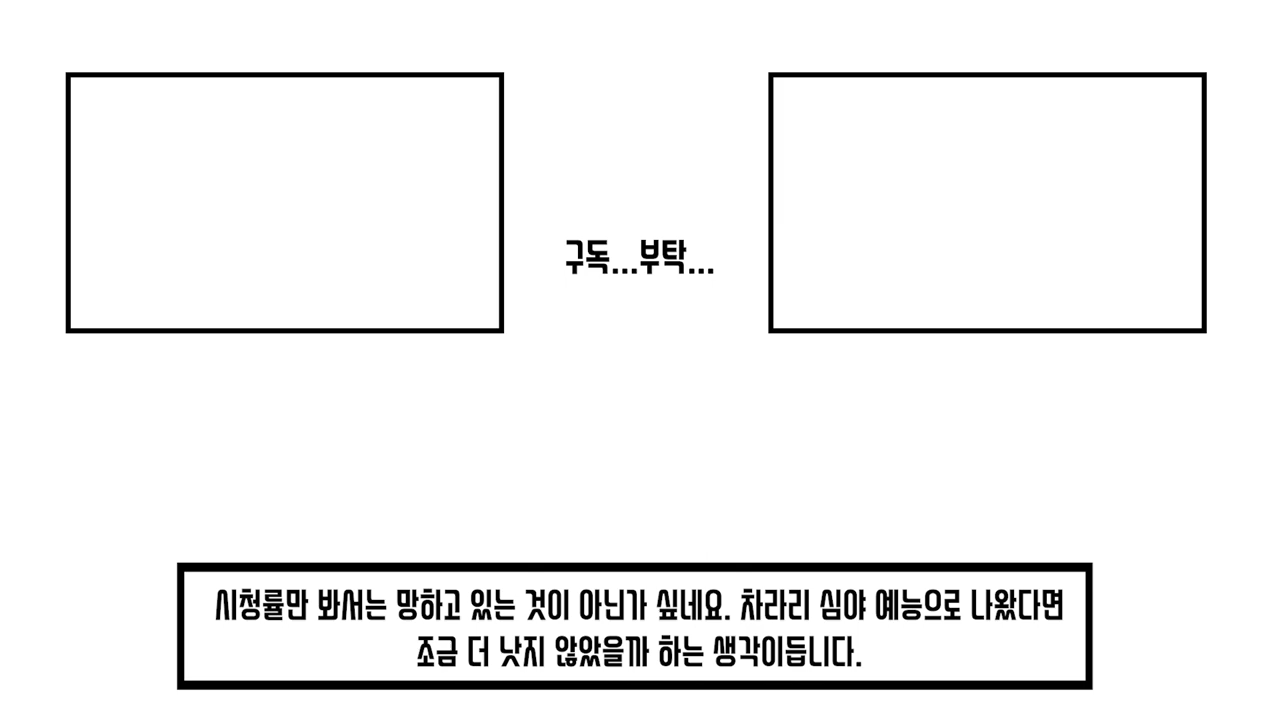 구독...부탁...
시청률만 봐서는 망하고 있는 것이 아닌가 싶네요. 차라리 심야 예능으로 나왔다면
조금 더 낫지 않았을까 하는 생각이듭니다.